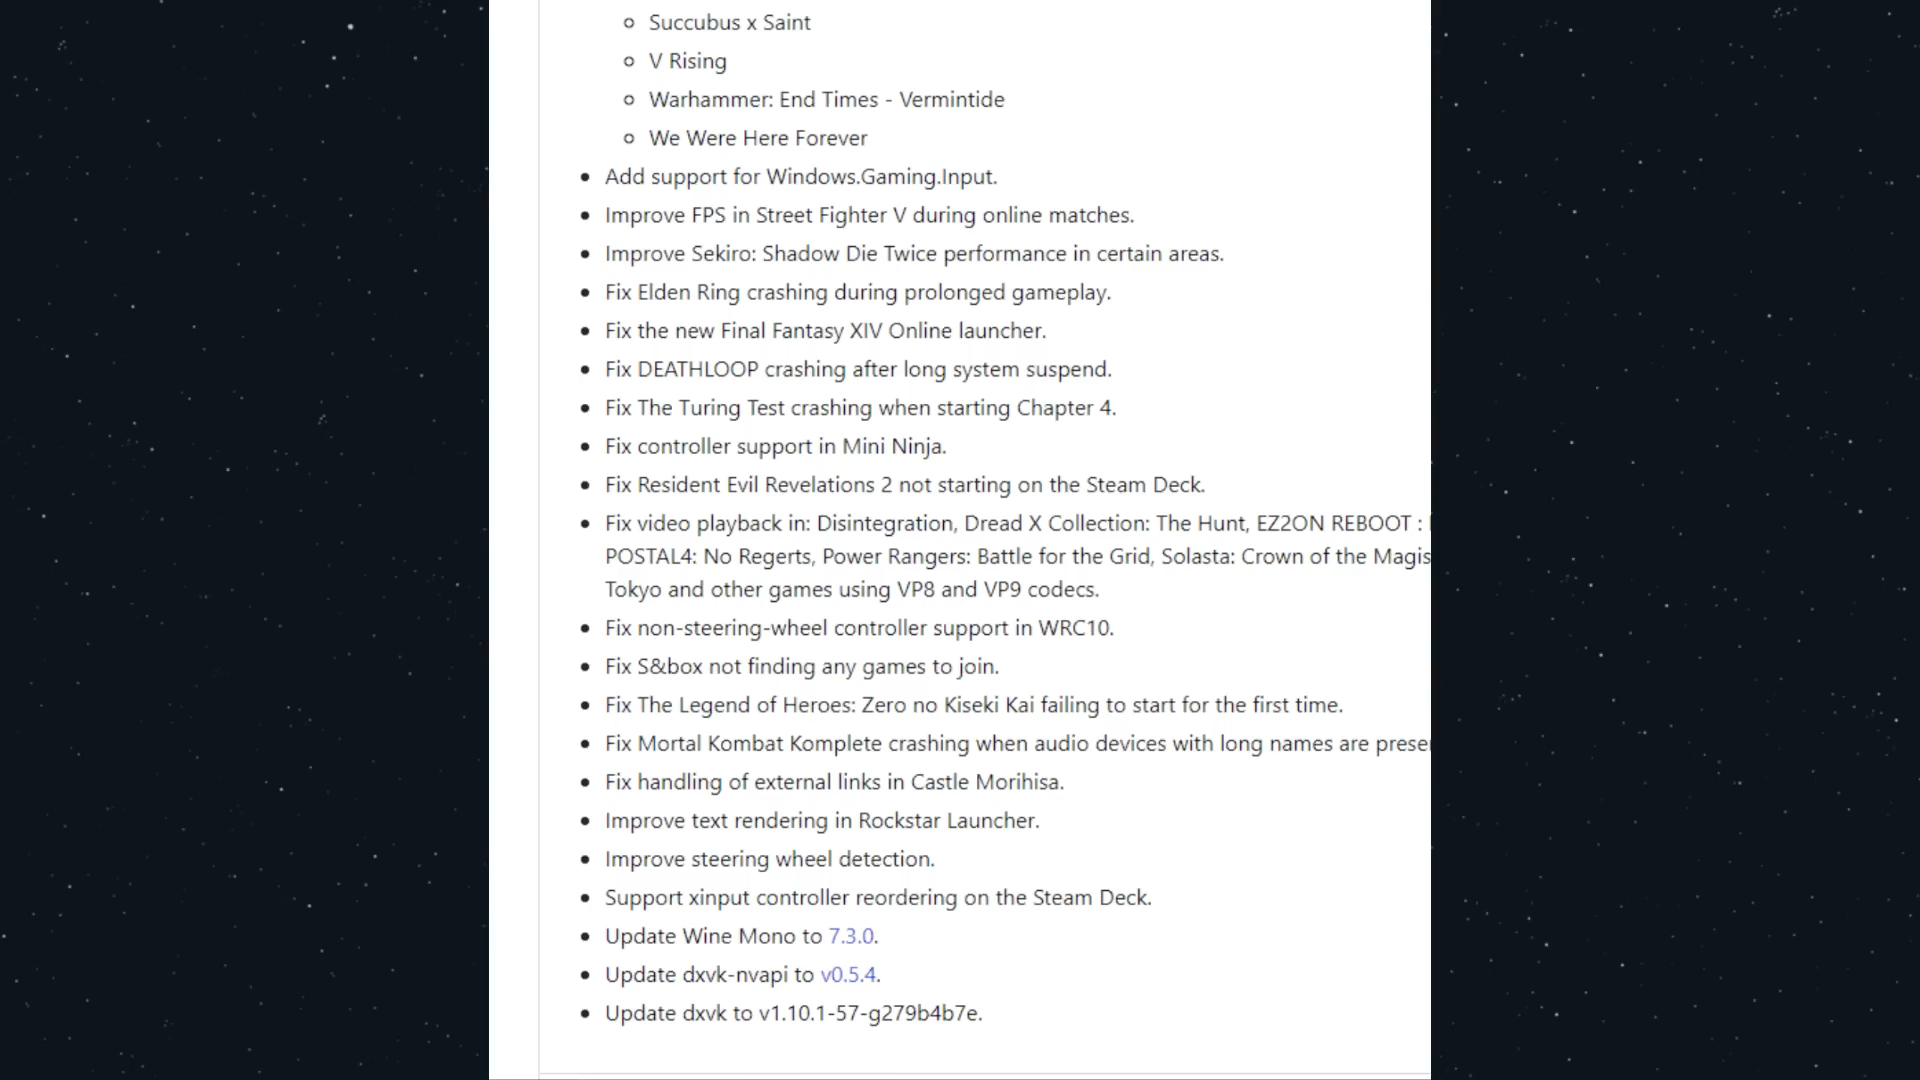 Succubus x Saint
V Rising
Warhammer: End Times - Vermintide
We Were Here Forever
Add support for Windows.Gaming.Input.
Improve FPS in Street Fighter V during online matches.
Improve Sekiro: Shadow Die Twice performance in certain areas.
Fix Elden Ring crashing during prolonged gameplay.
Fix the new Final Fantasy XIV Online launcher.
Fix DEATHLOOP crashing after long system suspend.
Fix The Turing Test crashing when starting Chapter 4.
Fix controller support in Mini Ninja.
Fix Resident Evil Revelations 2 not starting on the Steam Deck.
Fix video playback in: Disintegration, Dread X Collection: The Hunt, EZ2ON REBOOT :
POSTAL4: No Regerts, Power Rangers: Battle for the Grid, Solasta: Crown of the Magis
Tokyo and other games using VP8 and VP9 codecs.
Fix non-steering-wheel controller support in WRC10.
Fix S&box not finding any games to join.
Fix The Legend of Heroes: Zero no Kiseki Kai failing to start for the first time.
Fix Mortal Kombat Komplete crashing when audio devices with long names are prese
Fix handling of external links in Castle Morihisa.
Improve text rendering in Rockstar Launcher.
Improve steering wheel detection.
Support xinput controller reordering on the Steam Deck.
Update Wine Mono to 7.3.0.
Update dxvk-nvapi to v0.5.4.
Update dxvk to v1.10.1-57-g279b4b7e.